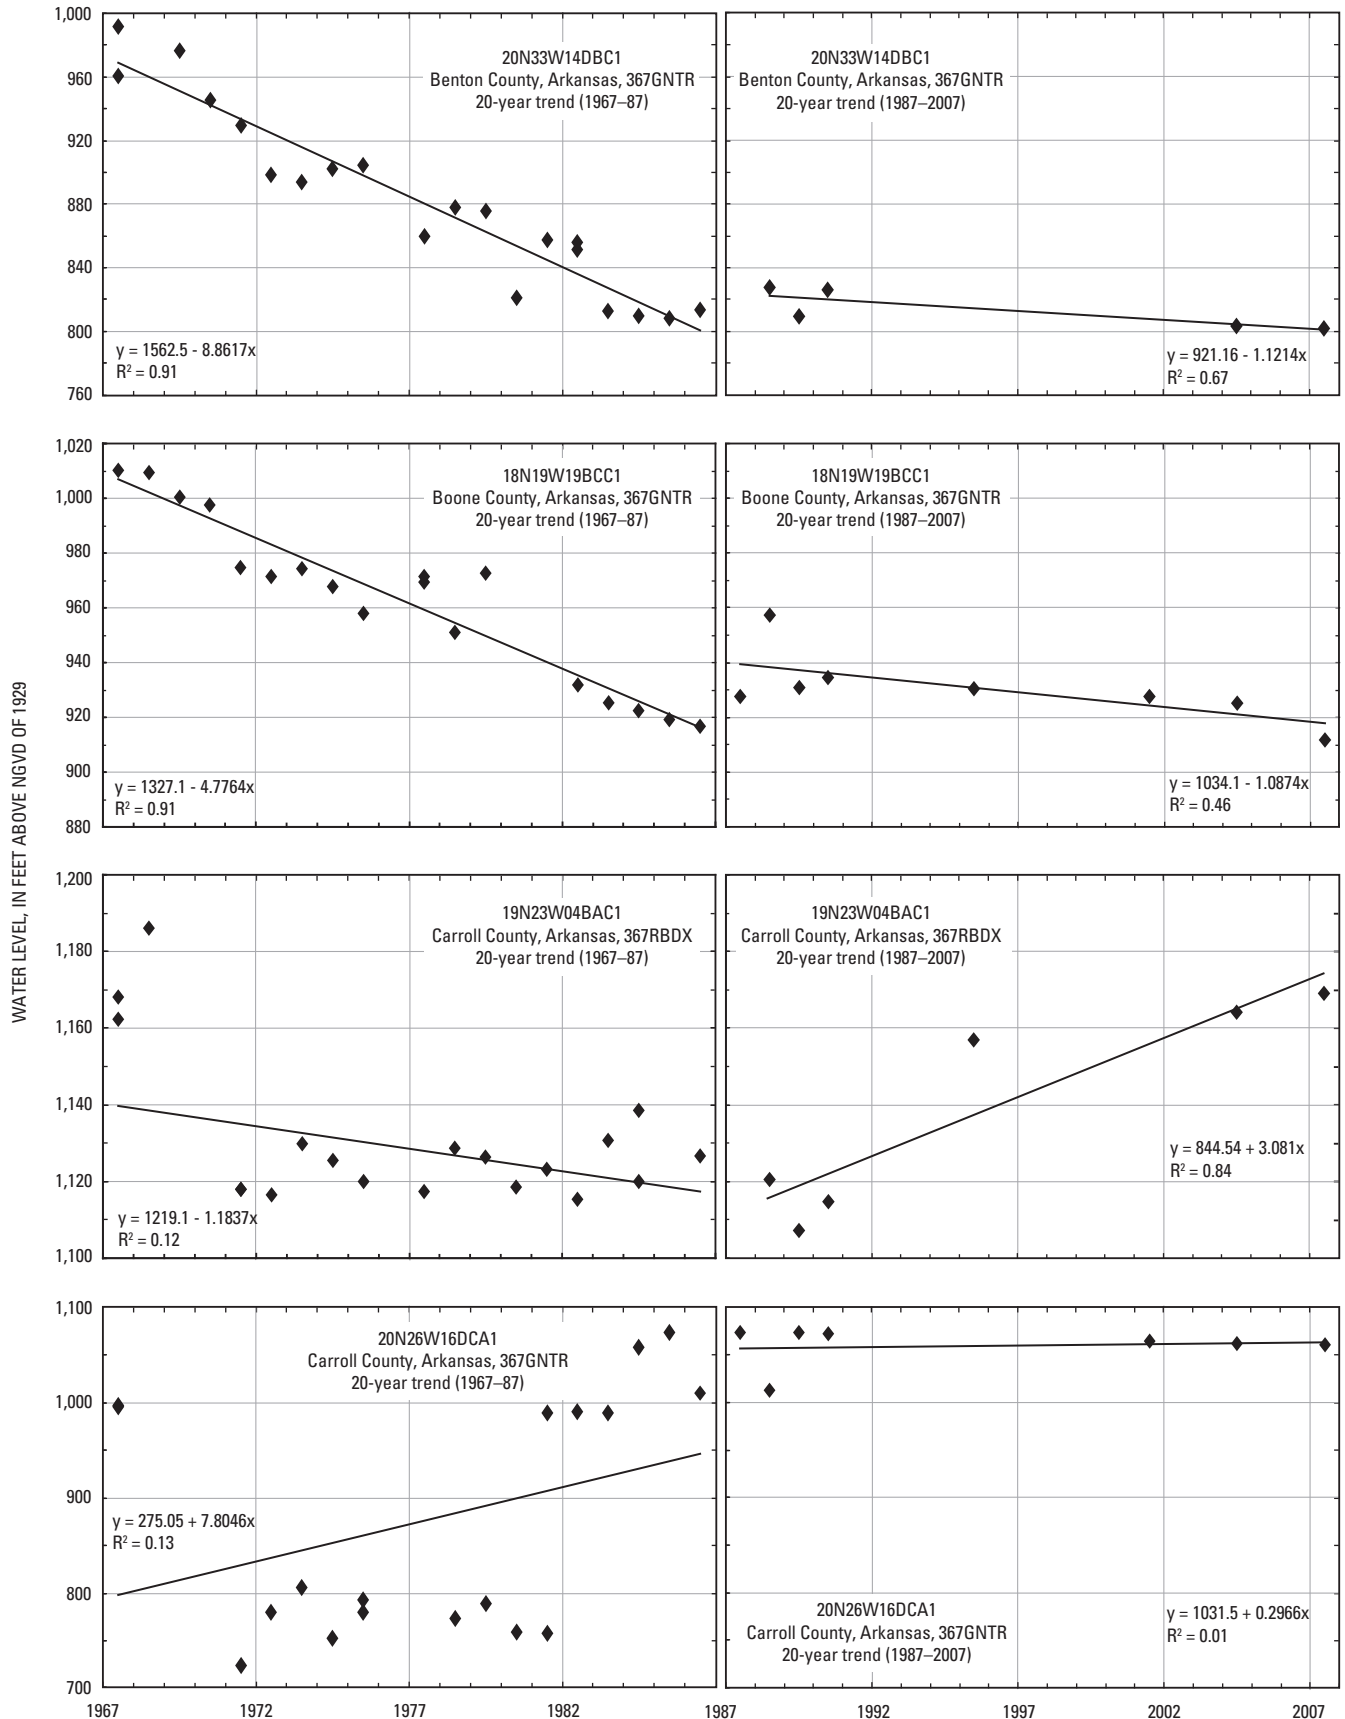 WATER LEVEL, IN FEET ABOVE NGVD OF 1929
1,000
960
920
880
840
800
760
20N33W14DBC1
Benton County, Arkansas, 367GNTR
20-year trend (1967–87)
y = 1562.5 - 8.8617x
R² = 0.91
20N33W14DBC1
Benton County, Arkansas, 367GNTR
20-year trend (1987–2007)
y = 921.16 - 1.1214x
R² = 0.67
1,020
1,000
980
960
940
920
900
880
18N19W19BCC1
Boone County, Arkansas, 367GNTR
20-year trend (1967–87)
y = 1327.1 - 4.7764x
R² = 0.91
18N19W19BCC1
Boone County, Arkansas, 367GNTR
20-year trend (1987–2007)
y = 1034.1 - 1.0874x
R² = 0.46
1,200
1,180
1,160
1,140
1,120
1,100
19N23W04BAC1
Carroll County, Arkansas, 367RBDX
20-year trend (1967–87)
y = 1219.1 - 1.1837x
R² = 0.12
19N23W04BAC1
Carroll County, Arkansas, 367RBDX
20-year trend (1987–2007)
y = 844.54 + 3.081x
R² = 0.84
1,100
1,000
900
800
700
20N26W16DCA1
Carroll County, Arkansas, 367GNTR
20-year trend (1967–87)
y = 275.05 + 7.8046x
R² = 0.13
20N26W16DCA1
Carroll County, Arkansas, 367GNTR
20-year trend (1987–2007)
y = 1031.5 + 0.2966x
R² = 0.01
1967 1972 1977 1982 1987 1992 1997 2002 2007